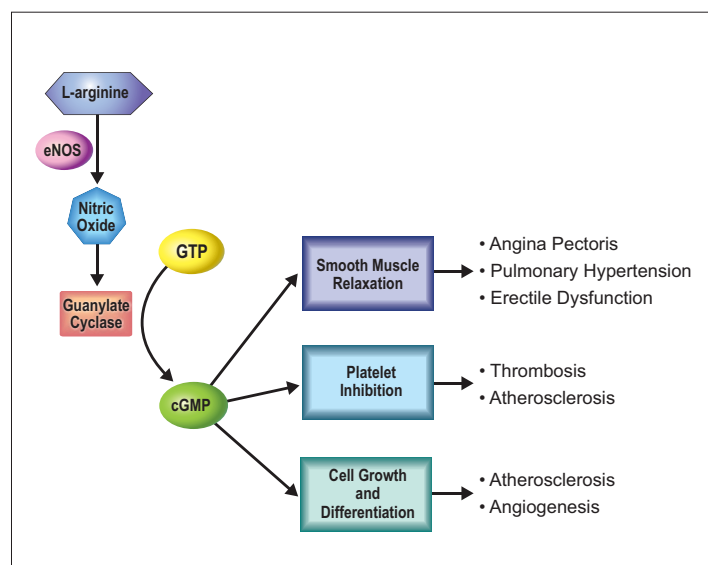 L-arginine
eNOS
Nitric
Oxide
Guanylate
Cyclase
GTP
cGMP
Smooth Muscle
Relaxation
• Angina Pectoris
• Pulmonary Hypertension
• Erectile Dysfunction
Platelet
Inhibition
• Thrombosis
• Atherosclerosis
Cell Growth
and
Differentiation
• Atherosclerosis
• Angiogenesis